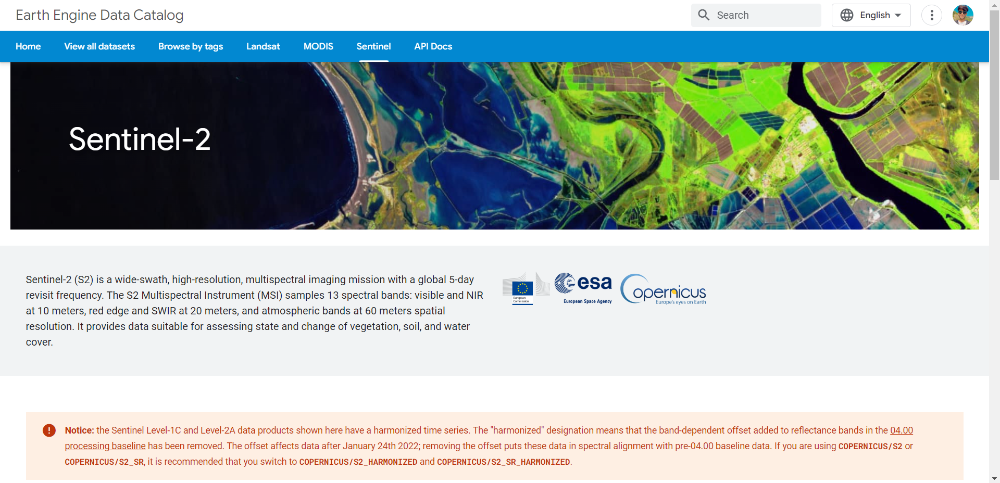 Earth Engine Data Catalog
Search
English
Home
View all datasets
Browse by tags
Landsat
MODIS
Sentinel
API Docs
Sentinel-2
Sentinel-2 (S2) is a wide-swath, high-resolution, multispectral imaging mission with a global 5-day
revisit frequency. The S2 Multispectral Instrument (MSI) samples 13 spectral bands: visible and NIR
at 10 meters, red edge and SWIR at 20 meters, and atmospheric bands at 60 meters spatial
resolution. It provides data suitable for assessing state and change of vegetation, soil, and water
cover.
European
Commission
esa
European Space Agency
opernicus
Europe's eyes on Earth
Notice: the Sentinel Level-1C and Level-2A data products shown here have a harmonized time series. The "harmonized" designation means that the band-dependent offset added to reflectance bands in the 04.00
processing baseline has been removed. The offset affects data after January 24th 2022; removing the offset puts these data in spectral alignment with pre-04.00 baseline data. If you are using COPERNICUS/S2 or
COPERNICUS/S2_SR, it is recommended that you switch to COPERNICUS/S2_HARMONIZED and COPERNICUS/S2_SR_HARMONIZED.